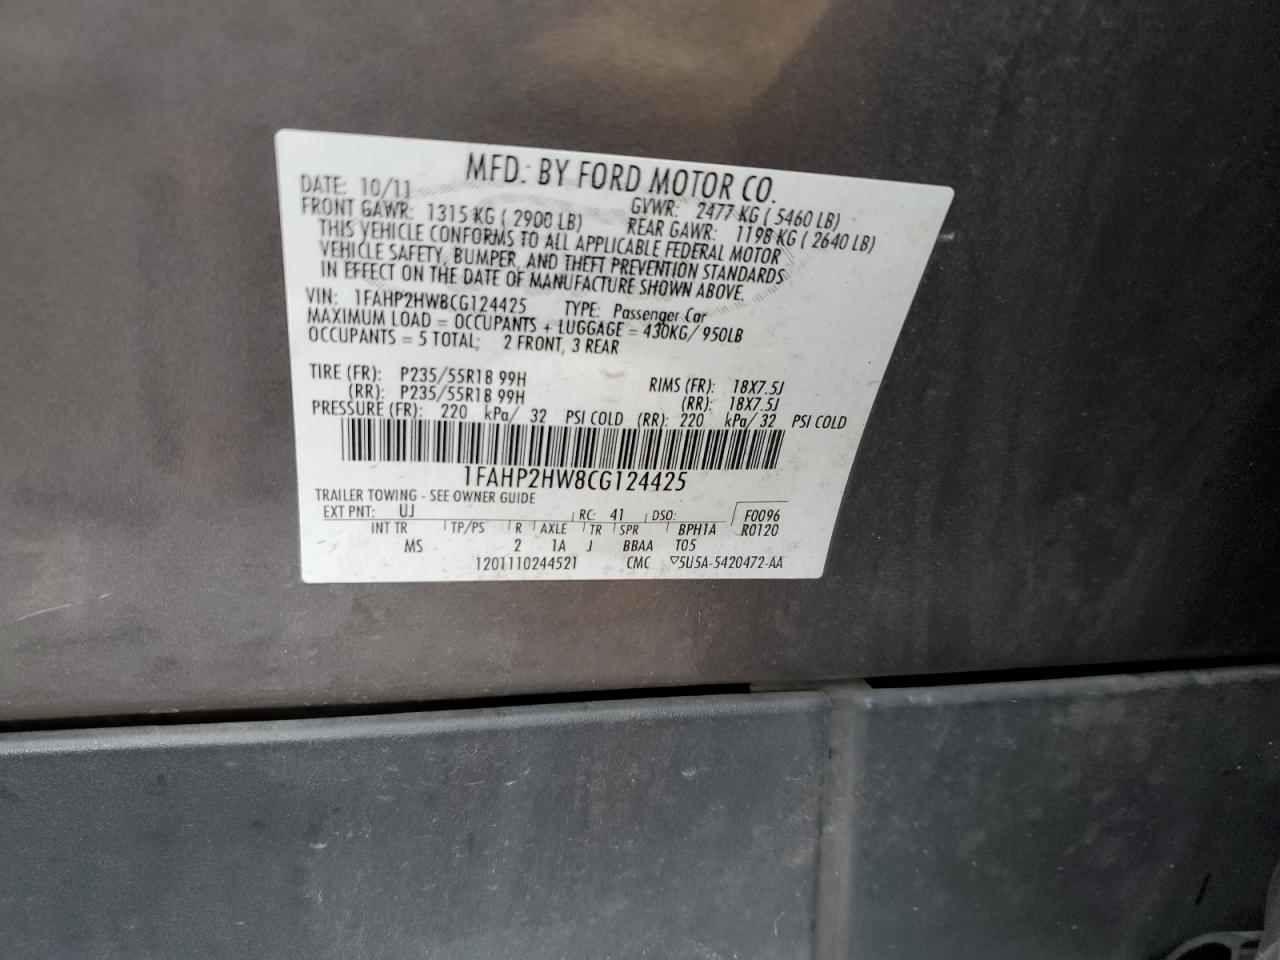 MFD. BY FORD MOTOR CO.
DATE: 10/11 GVWR: 2477 KG ( 5460 LB)
FRONT GAWR: 1315 KG ( 2900 LB) REAR GAWR: 1198 KG ( 2640 LB)
THIS VEHICLE CONFORMS TO ALL APPLICABLE FEDERAL MOTOR
VEHICLE SAFETY, BUMPER, AND THEFT PREVENTION STANDARDS
IN EFFECT ON THE DATE OF MANUFACTURE SHOWN ABOVE.
VIN: 1FAHP2HW8CG124425 TYPE: Passenger Car
MAXIMUM LOAD = OCCUPANTS + LUGGAGE = 430KG/ 950LB
OCCUPANTS = 5 TOTAL; 2 FRONT, 3 REAR
TIRE (FR): P235/55R18 99H RIMS (FR): 18X7.5J
(RR): P235/55R18 99H (RR): 18X7.5J
PRESSURE (FR): 220 kPa/ 32 PSI COLD (RR): 220 kPa/ 32 PSI COLD
1FAHP2HW8CG124425
TRAILER TOWING - SEE OWNER GUIDE
EXT PNT: UJ RC: 41 DSO: F0096
INT TR TP/PS R AXLE TR SPR BPH1A R0120
MS 2 1A J BBAA T05
1201110244521 CMC ▽5U5A-5420472-AA